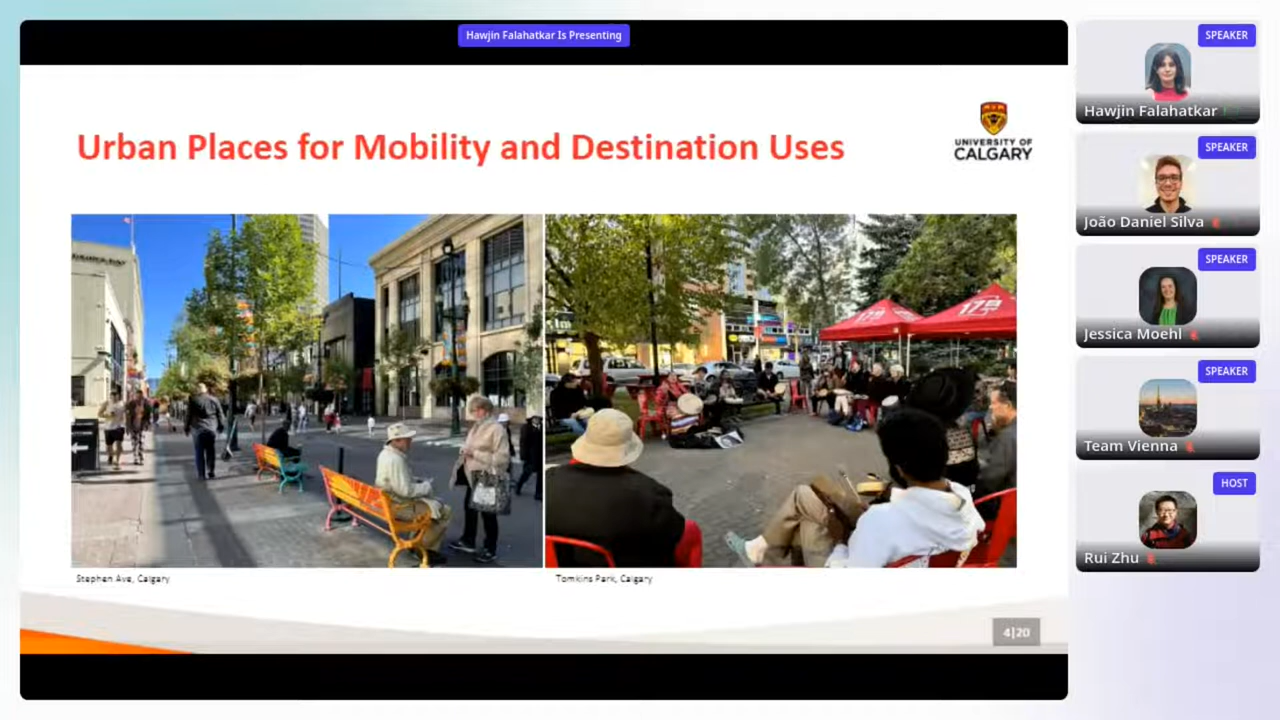 Hawjin Falahatkar Is Presenting
Urban Places for Mobility and Destination Uses
UNIVERSITY OF
CALGARY
179
179
Stephen Ave, Calgary
Tomkins Park, Calgary
4|20
SPEAKER
Hawjin Falahatkar
SPEAKER
João Daniel Silva
SPEAKER
Jessica Moehl
SPEAKER
Team Vienna
HOST
Rui Zhu